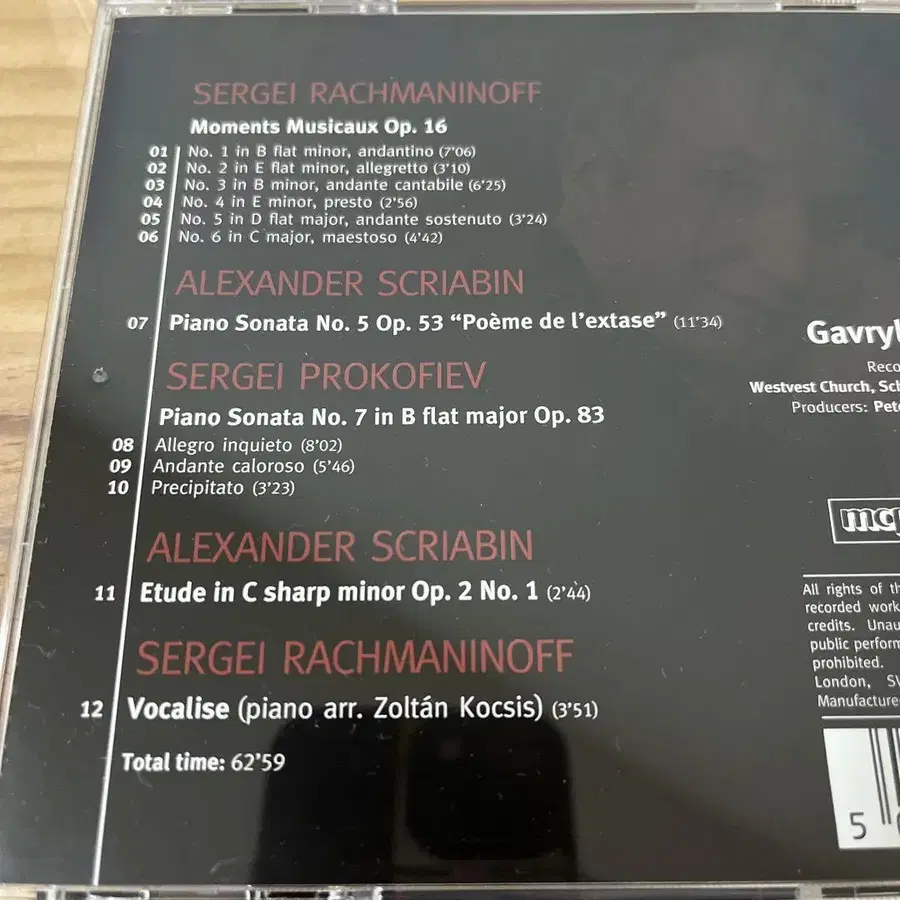 SERGEI RACHMANINOFF
Moments Musicaux Op. 16
01 No. 1 in B flat minor, andantino (7'06)
02 No. 2 in E flat minor, allegretto (3'10)
03 No. 3 in B minor, andante cantabile (6'25)
04 No. 4 in E minor, presto (2'56)
05 No. 5 in D flat major, andante sostenuto (3'24)
06 No. 6 in C major, maestoso (4'42)
ALEXANDER SCRIABIN
07 Piano Sonata No. 5 Op. 53 "Poème de l'extase" (11'34)
SERGEI PROKOFIEV
Piano Sonata No. 7 in B flat major Op. 83
08 Allegro inquieto (8'02)
09 Andante caloroso (5'46)
10 Precipitato (3'23)
ALEXANDER SCRIABIN
11 Etude in C sharp minor Op. 2 No. 1 (2'44)
SERGEI RACHMANINOFF
12 Vocalise (piano arr. Zoltán Kocsis) (3'51)
Total time: 62'59
Westvest Church,
Producers:
All rights of
recorded
credits.
public
prohibited.
London,
5